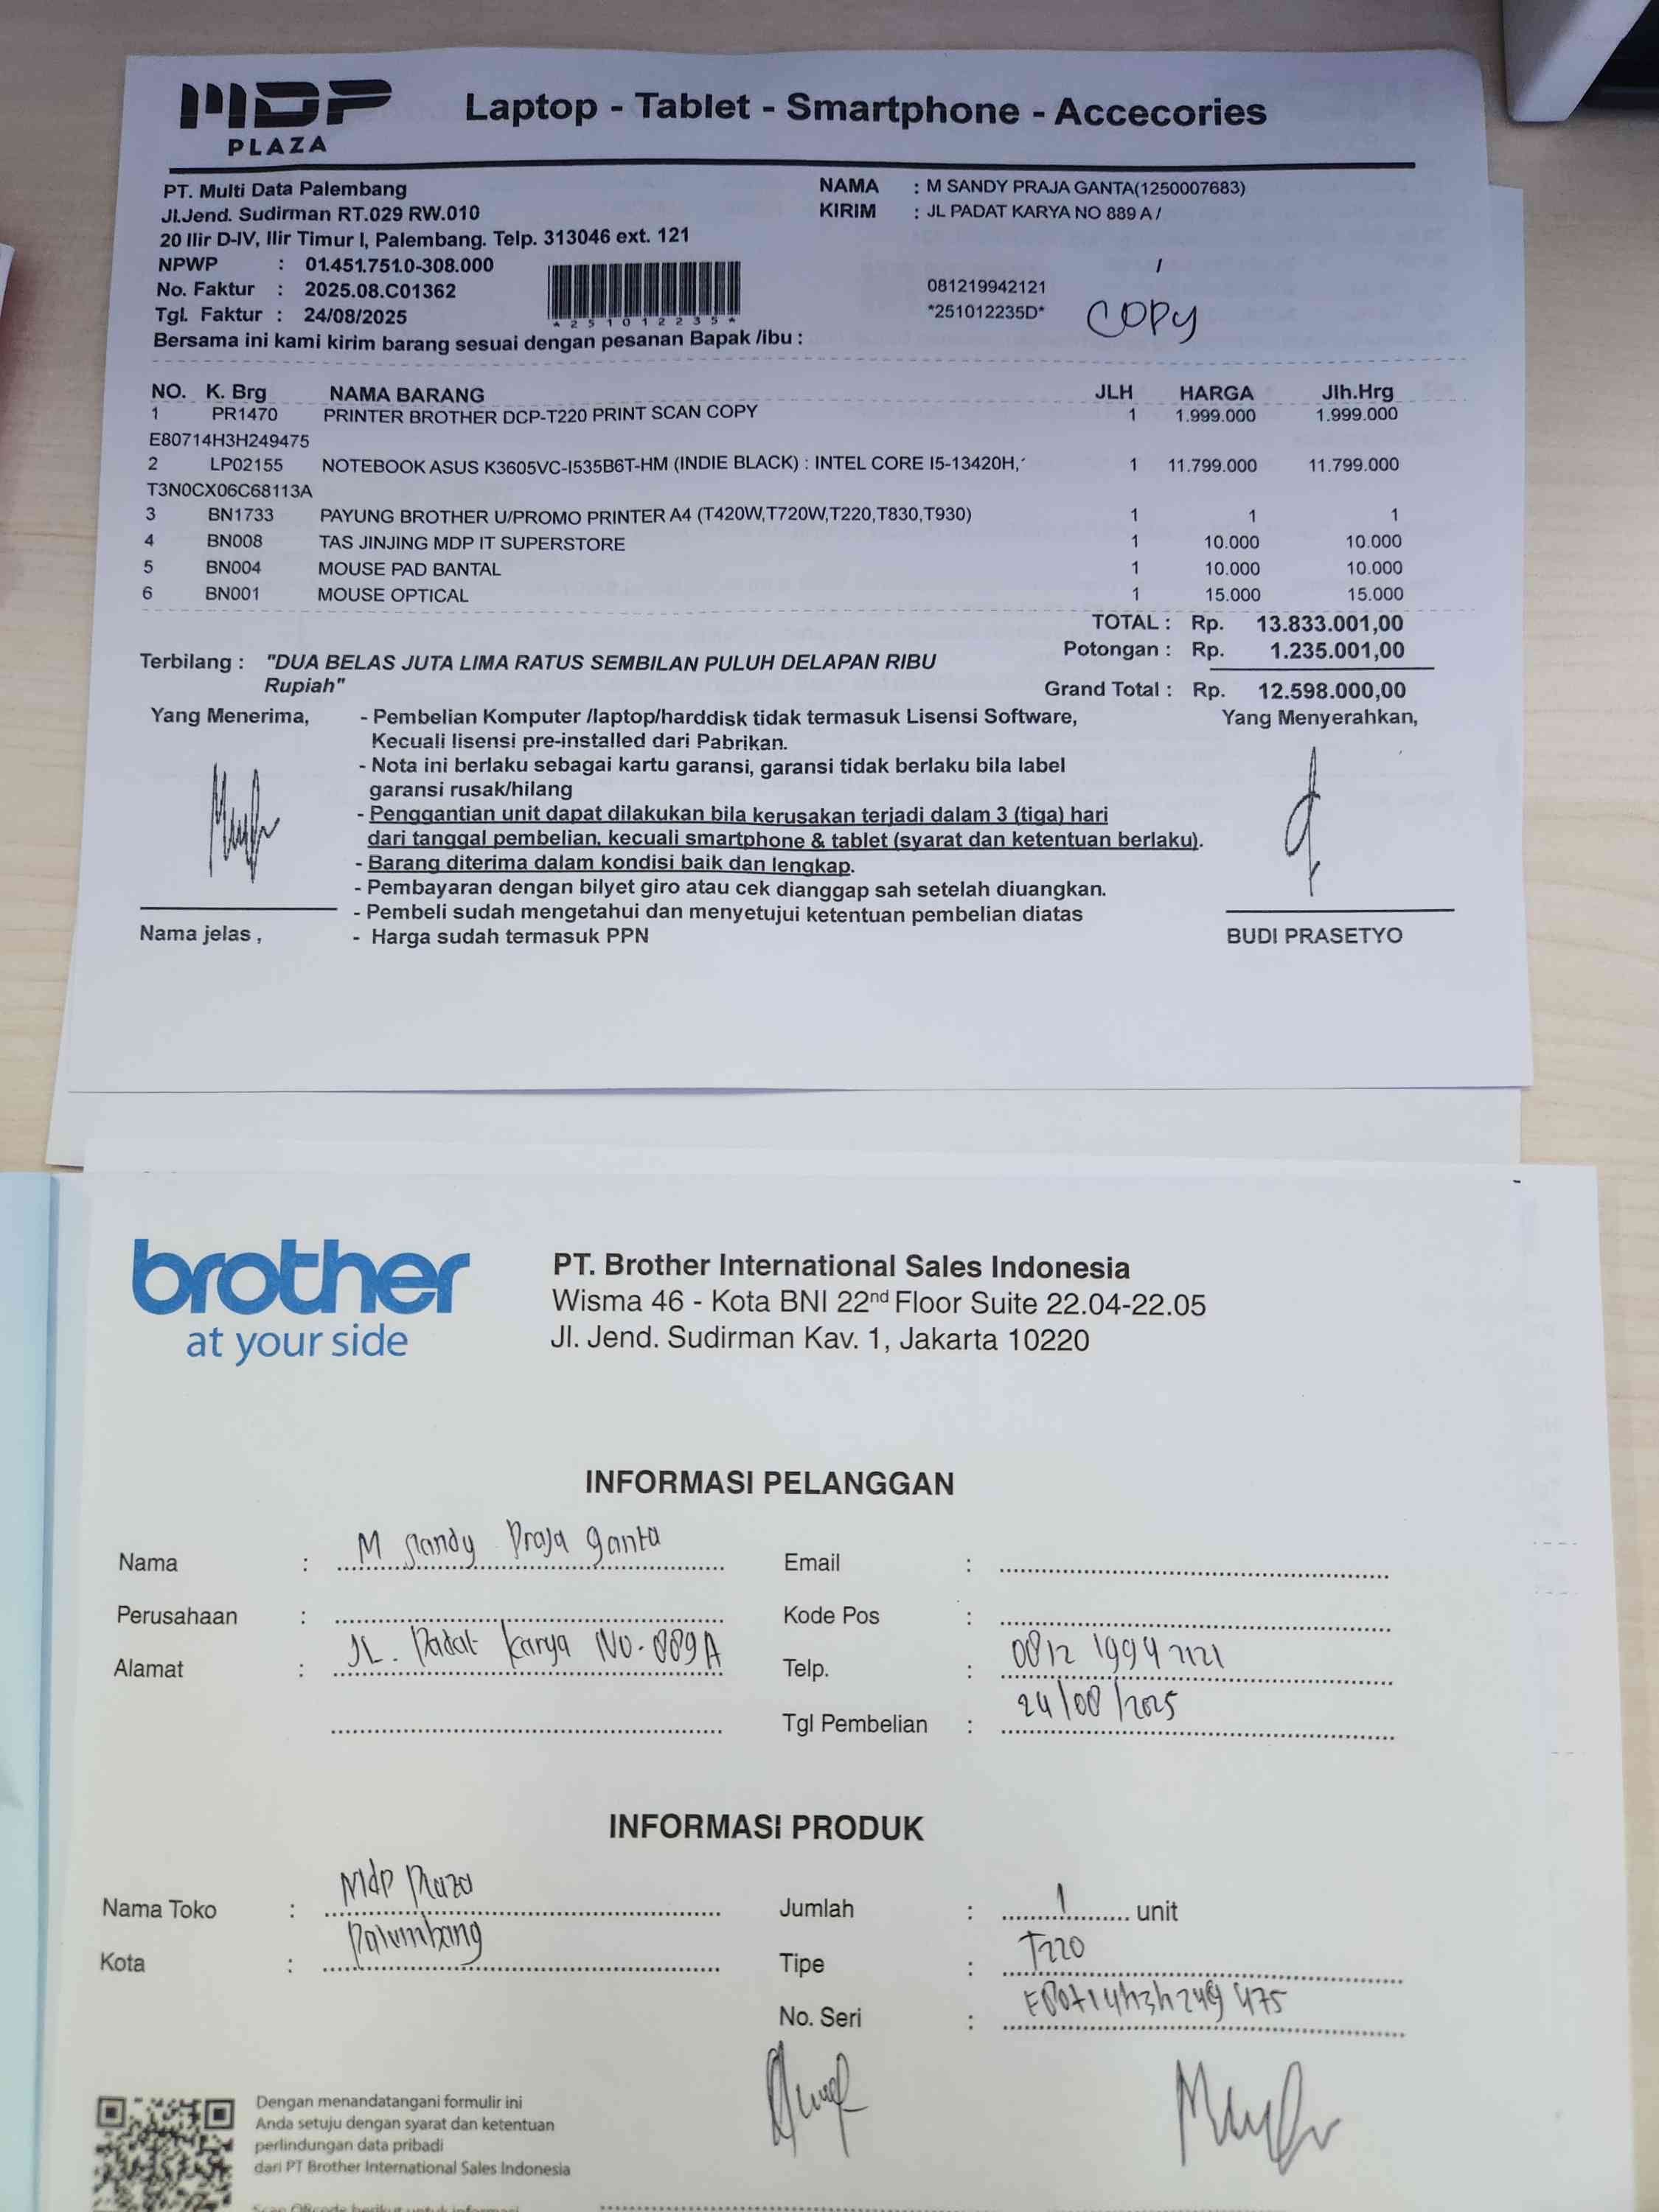 MDP
PLAZA
Laptop - Tablet - Smartphone - Accecories
PT. Multi Data Palembang
Jl.Jend. Sudirman RT.029 RW.010
20 Ilir D-IV, Ilir Timur I, Palembang. Telp. 313046 ext. 121
NPWP : 01.451.751.0-308.000
No. Faktur : 2025.08.C01362
Tgl. Faktur : 24/08/2025
*251012235*
NAMA : M SANDY PRAJA GANTA(1250007683)
KIRIM : JL PADAT KARYA NO 889 A /
/
081219942121
*251012235D*
COPY
Bersama ini kami kirim barang sesuai dengan pesanan Bapak /ibu :
NO. K. Brg NAMA BARANG JLH HARGA Jlh.Hrg
1 PR1470 PRINTER BROTHER DCP-T220 PRINT SCAN COPY 1 1.999.000 1.999.000
E80714H3H249475
2 LP02155 NOTEBOOK ASUS K3605VC-I535B6T-HM (INDIE BLACK) : INTEL CORE I5-13420H, 1 11.799.000 11.799.000
T3N0CX06C68113A
3 BN1733 PAYUNG BROTHER U/PROMO PRINTER A4 (T420W,T720W,T220,T830,T930) 1 1 1
4 BN008 TAS JINJING MDP IT SUPERSTORE 1 10.000 10.000
5 BN004 MOUSE PAD BANTAL 1 10.000 10.000
6 BN001 MOUSE OPTICAL 1 15.000 15.000
TOTAL : Rp. 13.833.001,00
Potongan : Rp. 1.235.001,00
Grand Total : Rp. 12.598.000,00
Terbilang : "DUA BELAS JUTA LIMA RATUS SEMBILAN PULUH DELAPAN RIBU
Rupiah"
Yang Menerima,
- Pembelian Komputer /laptop/harddisk tidak termasuk Lisensi Software,
Kecuali lisensi pre-installed dari Pabrikan.
- Nota ini berlaku sebagai kartu garansi, garansi tidak berlaku bila label
garansi rusak/hilang
- Penggantian unit dapat dilakukan bila kerusakan terjadi dalam 3 (tiga) hari
dari tanggal pembelian, kecuali smartphone & tablet (syarat dan ketentuan berlaku).
- Barang diterima dalam kondisi baik dan lengkap.
- Pembayaran dengan bilyet giro atau cek dianggap sah setelah diuangkan.
- Pembeli sudah mengetahui dan menyetujui ketentuan pembelian diatas
- Harga sudah termasuk PPN
Yang Menyerahkan,
Nama jelas ,
BUDI PRASETYO
brother
at your side
PT. Brother International Sales Indonesia
Wisma 46 - Kota BNI 22nd Floor Suite 22.04-22.05
Jl. Jend. Sudirman Kav. 1, Jakarta 10220
INFORMASI PELANGGAN
Nama : M Sandy Praja Ganta
Perusahaan :
Alamat : JL. Padat Karya No. 889A
Email :
Kode Pos :
Telp. : 0812 1994 2121
Tgl Pembelian : 24/08/2025
INFORMASI PRODUK
Nama Toko : Mdp Plaza
Kota : Palembang
Jumlah : 1 unit
Tipe : T220
No. Seri : E80714H3H249475
Dengan menandatangani formulir ini
Anda setuju dengan syarat dan ketentuan
perlindungan data pribadi
dari PT Brother International Sales Indonesia